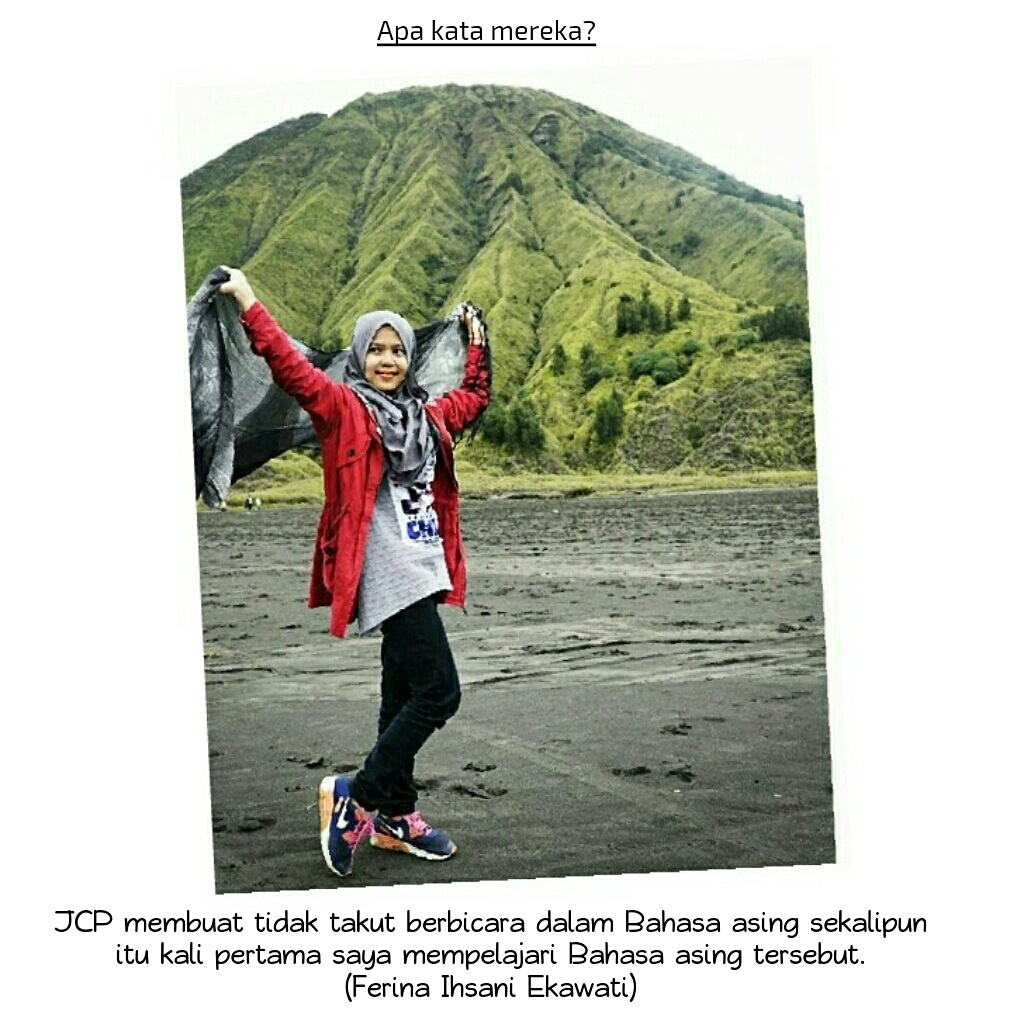 Apa kata mereka?
CH
JCP membuat tidak takut berbicara dalam Bahasa asing sekalipun
itu kali pertama saya mempelajari Bahasa asing tersebut.
(Ferina Ihsani Ekawati)